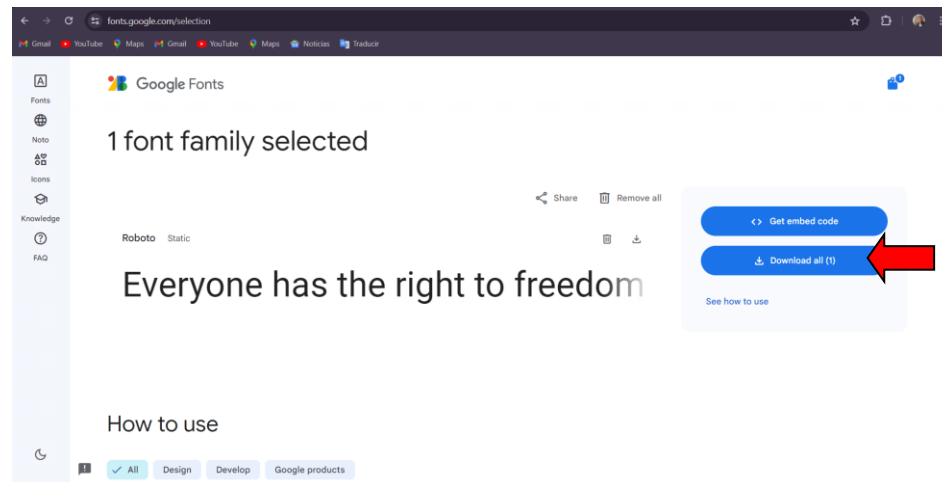 fonts.google.com/selection
Gmail YouTube Maps Gmail YouTube Maps Noticias Traducir
Fonts
Noto
Icons
Knowledge
FAQ
Google Fonts
1
1 font family selected
Share Remove all
Roboto Static
Everyone has the right to freedom
<> Get embed code
Download all (1)
See how to use
How to use
All Design Develop Google products